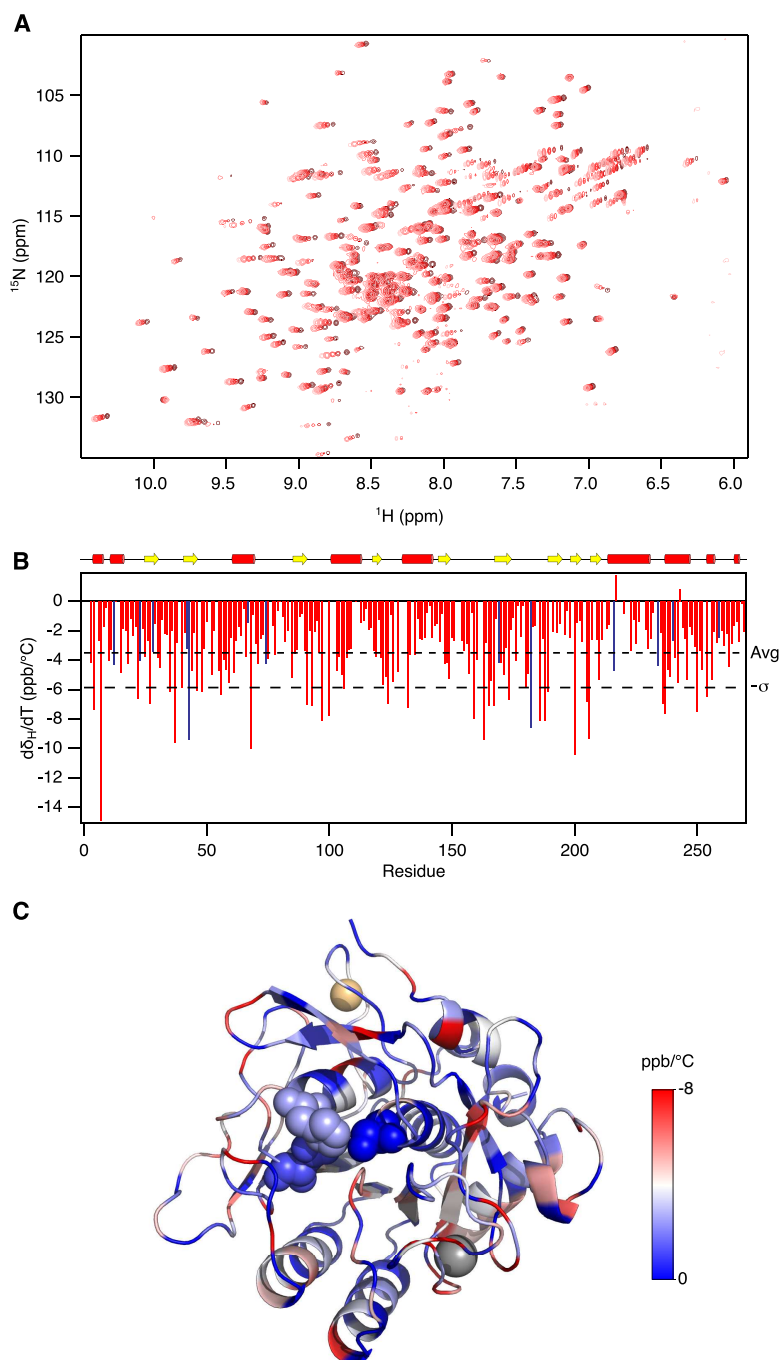 A
105
110
115
120
125
130
¹⁵N (ppm)
10.0 9.5 9.0 8.5 8.0 7.5 7.0 6.5 6.0
¹H (ppm)
B
0
-2
-4
-6
-8
-10
-12
-14
dδH/dT (ppb/°C)
Avg
-σ
0 50 100 150 200 250
Residue
C
ppb/°C
-8
0